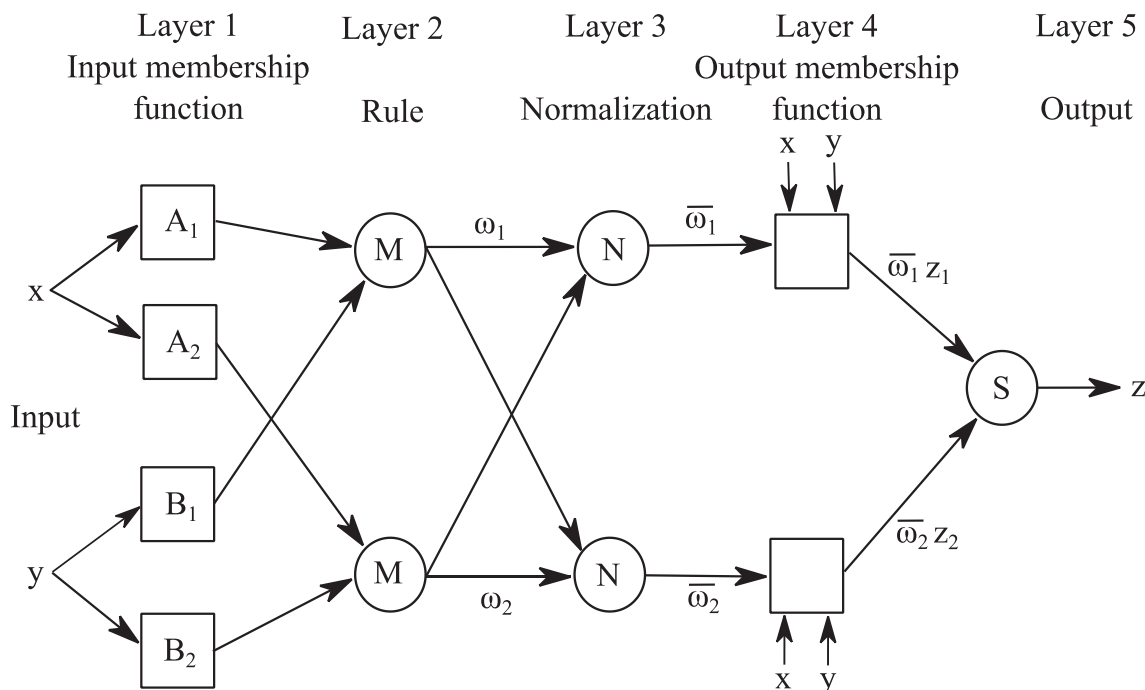 Layer 1
Input membership
function
Layer 2
Rule
Layer 3
Normalization
Layer 4
Output membership
function
Layer 5
Output
x y
A₁
M
ω₁
N
ω̅₁
ω̅₁ z₁
x
A₂
S
z
Input
B₁
ω̅₂ z₂
y
M
ω₂
N
ω̅₂
B₂
x y